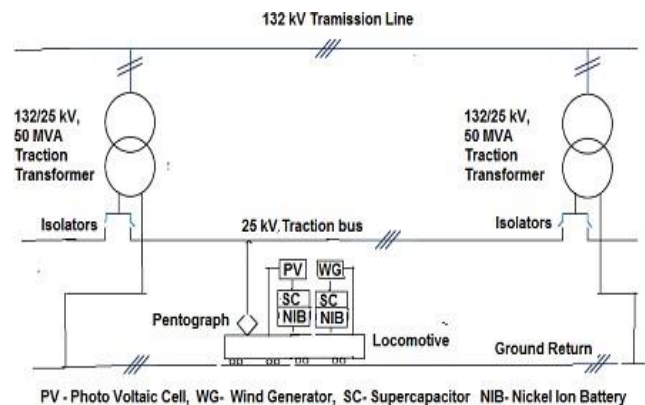 132 kV Tramission Line
132/25 kV,
50 MVA
Traction
Transformer
132/25 kV,
50 MVA
Traction
Transformer
Isolators
25 kV. Traction bus
Isolators
PV
WG
SC
SC
NIB
NIB
Pentograph
Locomotive
Ground Return
PV - Photo Voltaic Cell, WG- Wind Generator, SC- Supercapacitor NIB- Nickel Ion Battery